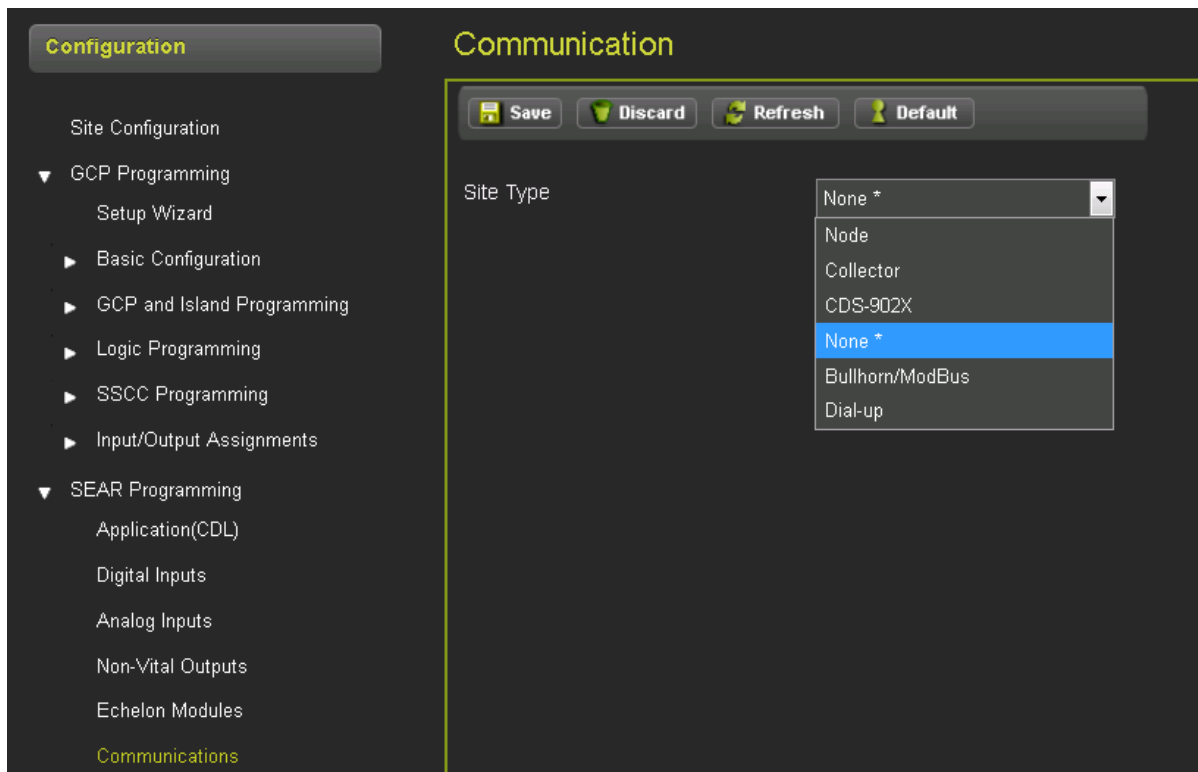 Configuration
Site Configuration
GCP Programming
Setup Wizard
Basic Configuration
GCP and Island Programming
Logic Programming
SSCC Programming
Input/Output Assignments
SEAR Programming
Application(CDL)
Digital Inputs
Analog Inputs
Non-Vital Outputs
Echelon Modules
Communications
Communication
Save Discard Refresh Default
Site Type None *
Node
Collector
CDS-902X
None *
Bullhorn/ModBus
Dial-up